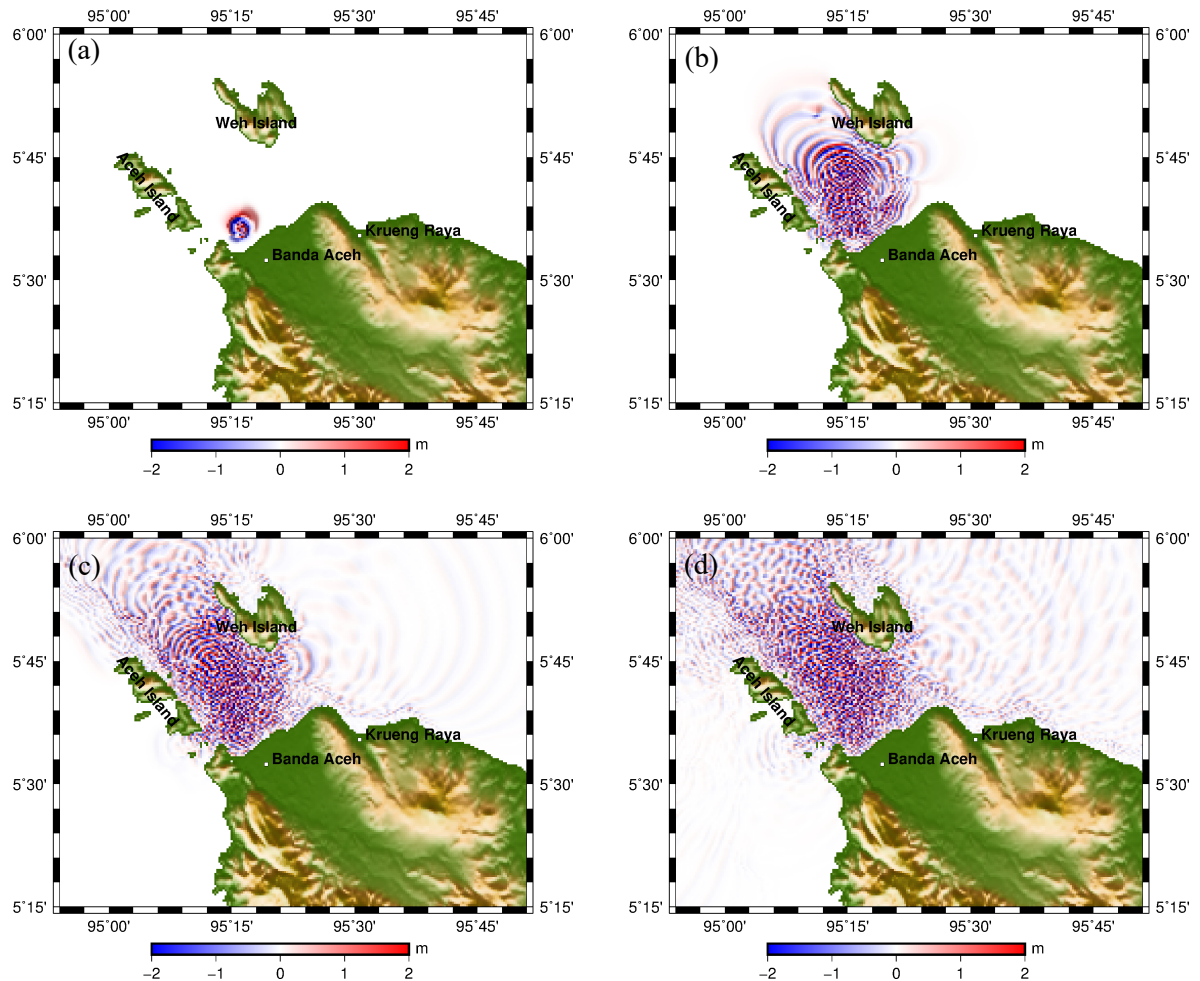 95˚00' 95˚15' 95˚30' 95˚45'
6˚00' (a) 6˚00'
Weh Island
5˚45' Aceh Island 5˚45'
Krueng Raya
Banda Aceh
5˚30' 5˚30'
5˚15' 5˚15'
95˚00' 95˚15' 95˚30' 95˚45'
m
−2 −1 0 1 2
95˚00' 95˚15' 95˚30' 95˚45'
6˚00' (b) 6˚00'
Weh Island
5˚45' Aceh Island 5˚45'
Krueng Raya
Banda Aceh
5˚30' 5˚30'
5˚15' 5˚15'
95˚00' 95˚15' 95˚30' 95˚45'
m
−2 −1 0 1 2
95˚00' 95˚15' 95˚30' 95˚45'
6˚00' (c) 6˚00'
Weh Island
5˚45' Aceh Island 5˚45'
Krueng Raya
Banda Aceh
5˚30' 5˚30'
5˚15' 5˚15'
95˚00' 95˚15' 95˚30' 95˚45'
m
−2 −1 0 1 2
95˚00' 95˚15' 95˚30' 95˚45'
6˚00' (d) 6˚00'
Weh Island
5˚45' Aceh Island 5˚45'
Krueng Raya
Banda Aceh
5˚30' 5˚30'
5˚15' 5˚15'
95˚00' 95˚15' 95˚30' 95˚45'
m
−2 −1 0 1 2